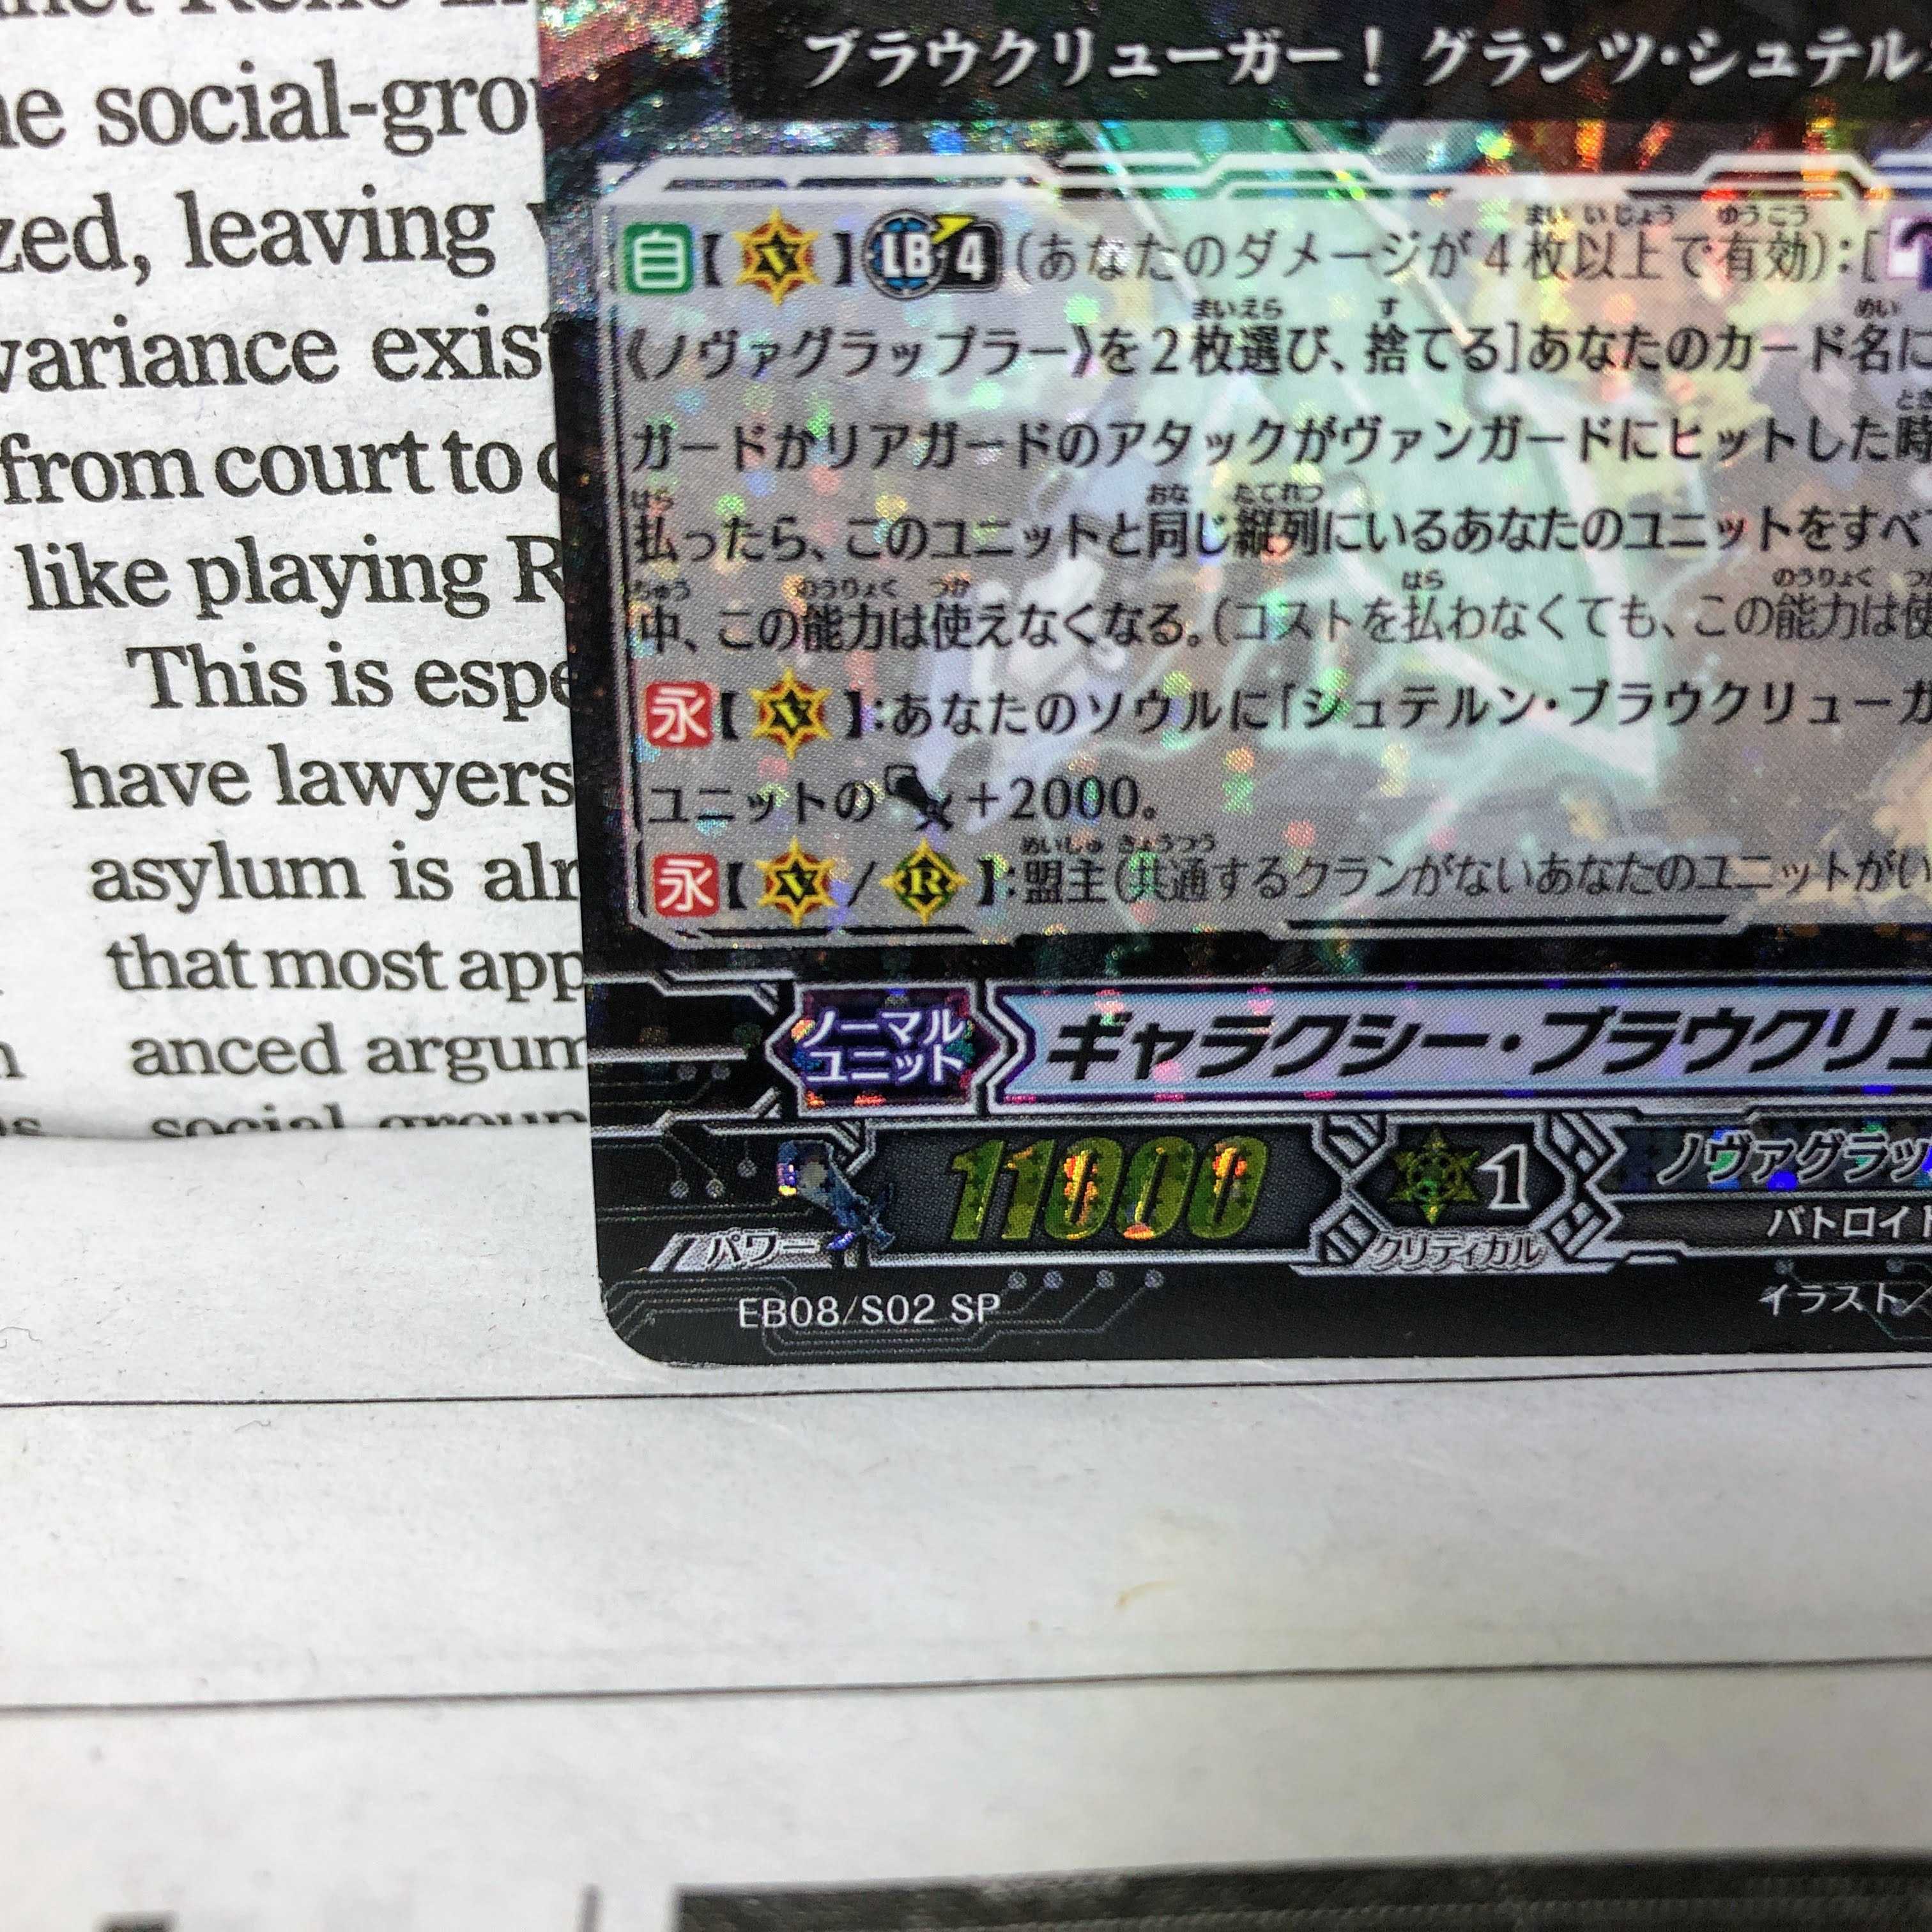 he social-grou
zed, leaving
variance exist
from court to
like playing R
This is espe
have lawyers
asylum is alr
that most app
anced argum
social group
ブラウクリューガー！ グランツ・シュテル
自【V】LB4(あなたのダメージが4枚以上で有効):[
《ノヴァグラップラー》を2枚選び、捨てる]あなたのカード名に
ガードかリアガードのアタックがヴァンガードにヒットした時
払ったら、このユニットと同じ縦列にいるあなたのユニットをすべ
中、この能力は使えなくなる。(コストを払わなくても、この能力は使
永【V】:あなたのソウルに「シュテルン・ブラウクリューガ
ユニットの +2000。
永【V/R】:盟主(共通するクランがないあなたのユニットがい
ノーマル
ユニット
ギャラクシー・ブラウクリュ
パワー 11000 1 クリティカル
ノヴァグラッ
バトロイド
EB08/S02 SP
イラスト/